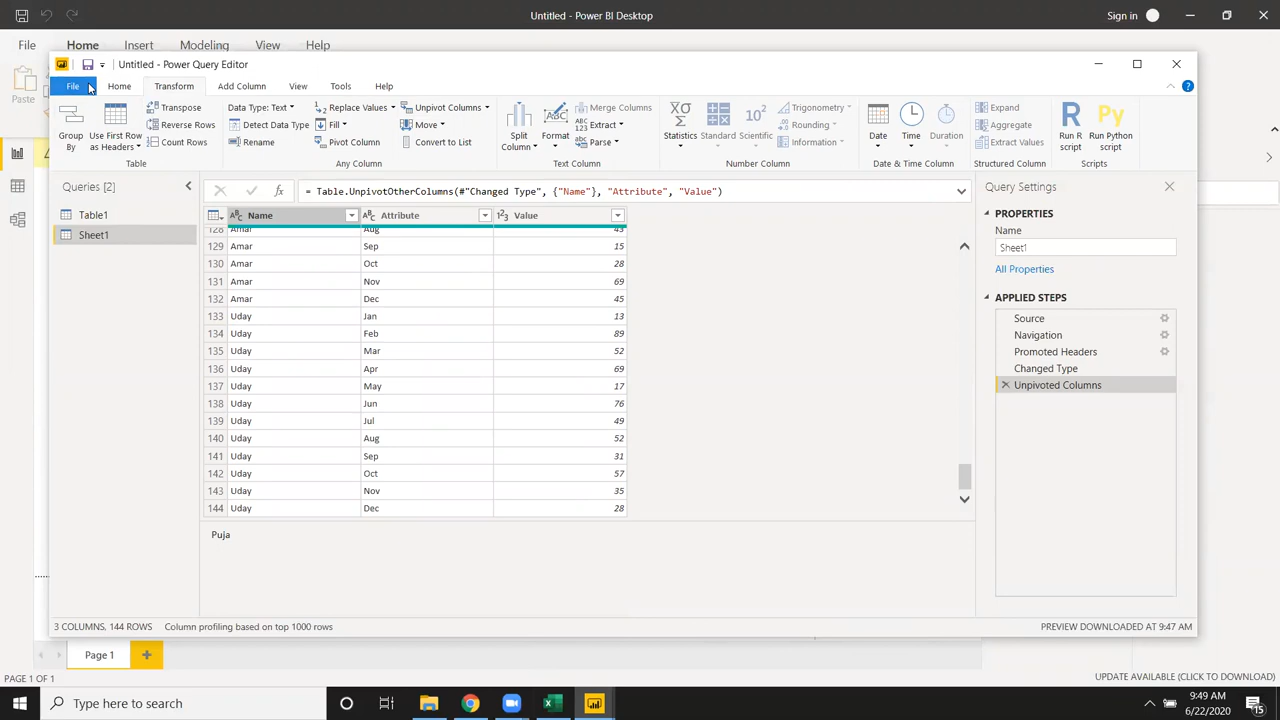 Untitled - Power BI Desktop
Sign in
File Home Insert Modeling View Help
Paste
Untitled - Power Query Editor
File Home Transform Add Column View Tools Help
Group By
Use First Row as Headers
Transpose
Reverse Rows
Count Rows
Table
Data Type: Text
Detect Data Type
Rename
Replace Values
Fill
Pivot Column
Unpivot Columns
Move
Convert to List
Any Column
Split Column
Format
Merge Columns
Extract
Parse
Text Column
Statistics
Standard
Scientific
10²
Trigonometry
Rounding
Information
Number Column
Date
Time
Duration
Date & Time Column
Expand
Aggregate
Extract Values
Structured Column
R
Run R script
Py
Run Python script
Scripts
Queries [2]
Table1
Sheet1
fx
= Table.UnpivotOtherColumns(#"Changed Type", {"Name"}, "Attribute", "Value")
Name Attribute Value
128 Amar Aug 43
129 Amar Sep 15
130 Amar Oct 28
131 Amar Nov 69
132 Amar Dec 45
133 Uday Jan 13
134 Uday Feb 89
135 Uday Mar 52
136 Uday Apr 69
137 Uday May 17
138 Uday Jun 76
139 Uday Jul 49
140 Uday Aug 52
141 Uday Sep 31
142 Uday Oct 57
143 Uday Nov 35
144 Uday Dec 28
Puja
Query Settings
PROPERTIES
Name
Sheet1
All Properties
APPLIED STEPS
Source
Navigation
Promoted Headers
Changed Type
Unpivoted Columns
3 COLUMNS, 144 ROWS
Column profiling based on top 1000 rows
PREVIEW DOWNLOADED AT 9:47 AM
Page 1
PAGE 1 OF 1
UPDATE AVAILABLE (CLICK TO DOWNLOAD)
Type here to search
9:49 AM
6/22/2020
15